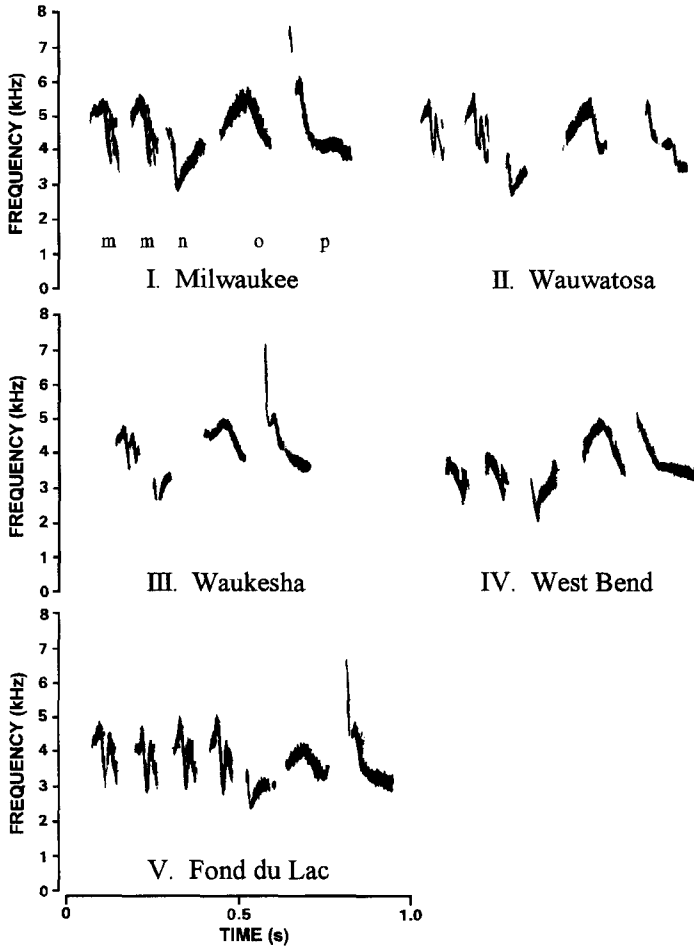 FREQUENCY (kHz)
8
7
6
5
4
3
2
1
0
m m n o p
I. Milwaukee
II. Wauwatosa
FREQUENCY (kHz)
8
7
6
5
4
3
2
1
0
III. Waukesha
IV. West Bend
FREQUENCY (kHz)
8
7
6
5
4
3
2
1
0
V. Fond du Lac
0 0.5 1.0
TIME (s)